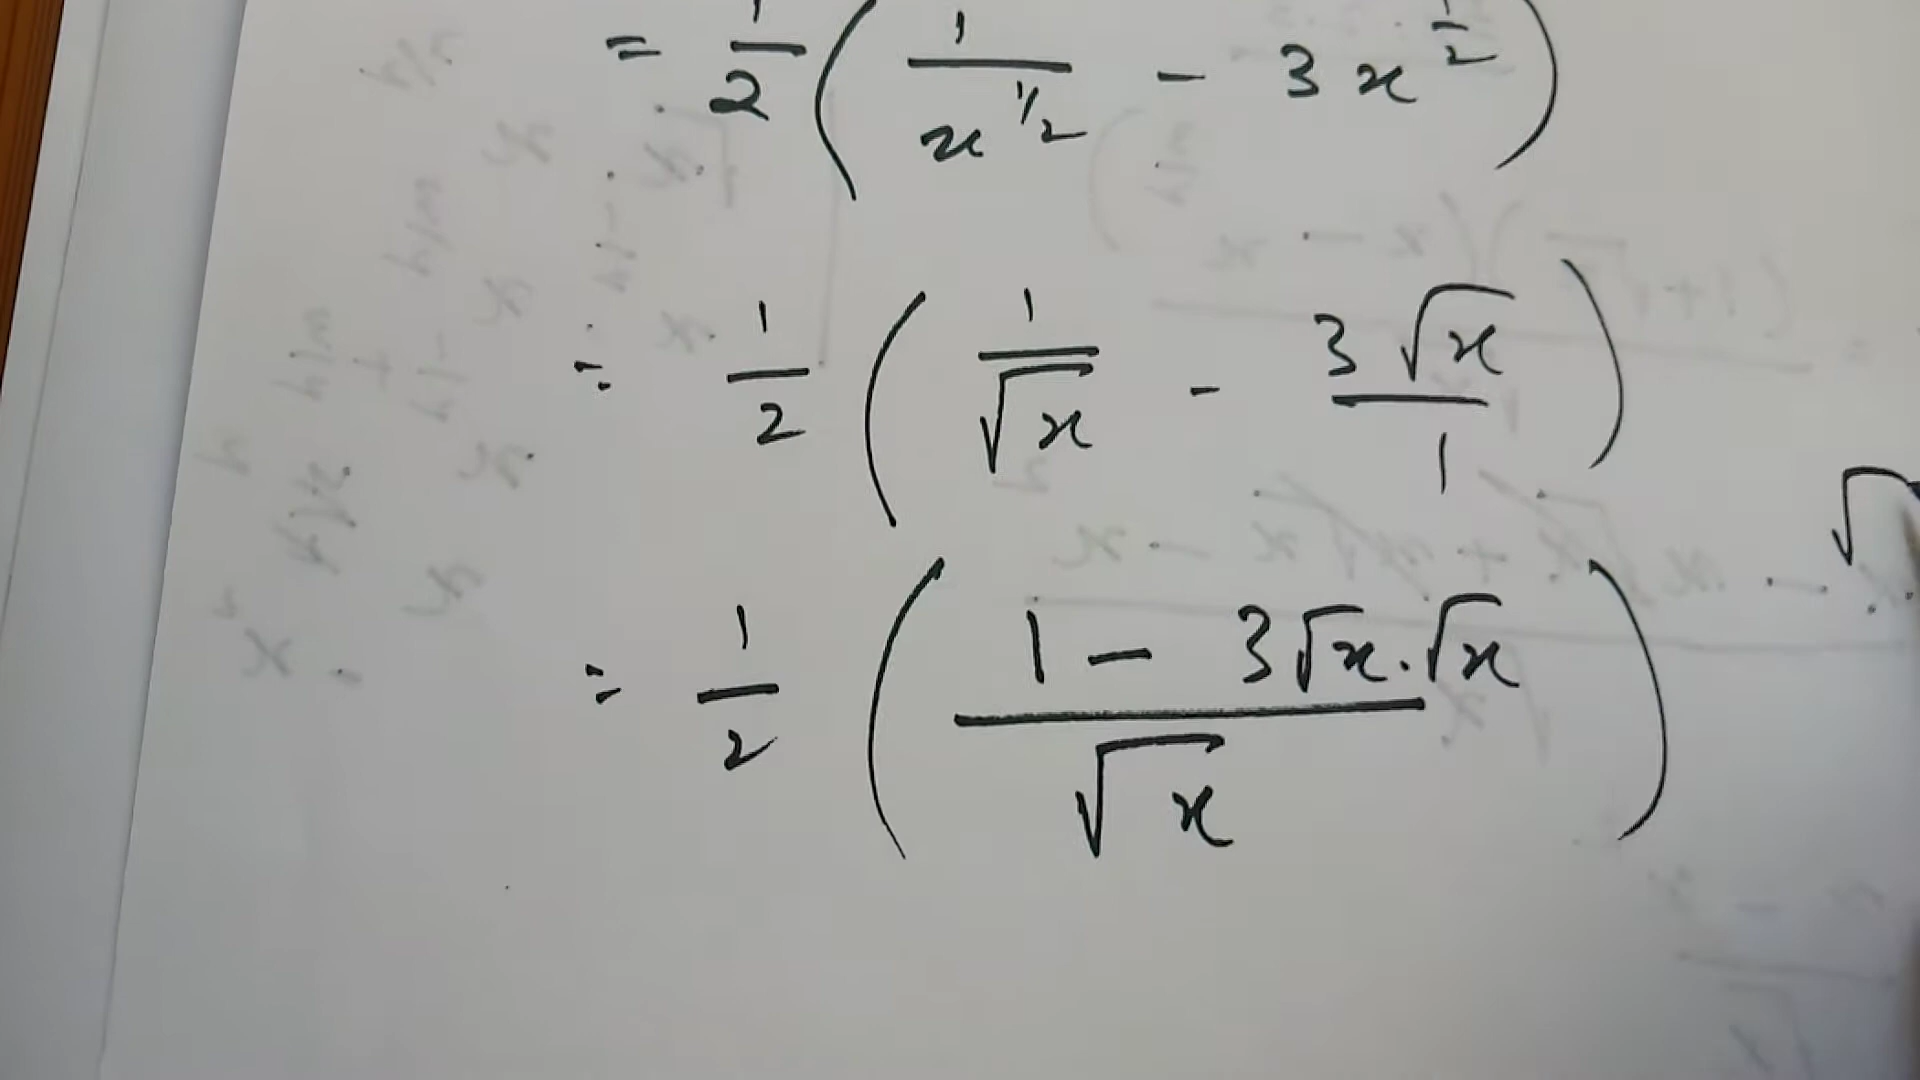 = 1/2 ( 1/x^1/2 - 3x^1/2 )
= 1/2 ( 1/√x - 3√x/1 )
= 1/2 ( 1 - 3√x.√x / √x )
√